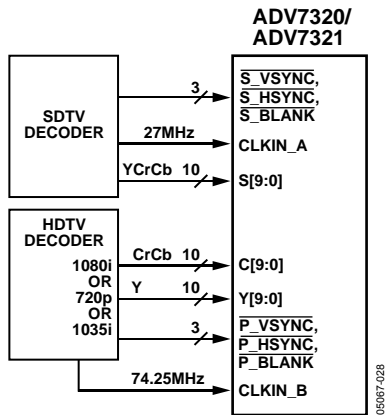 ADV7320/
ADV7321
SDTV
DECODER
3
S_VSYNC,
S_HSYNC,
S_BLANK
27MHz
CLKIN_A
YCrCb 10
S[9:0]
HDTV
DECODER
1080i
OR
720p
OR
1035i
CrCb 10
C[9:0]
Y 10
Y[9:0]
3
P_VSYNC,
P_HSYNC,
P_BLANK
74.25MHz
CLKIN_B
05067-028